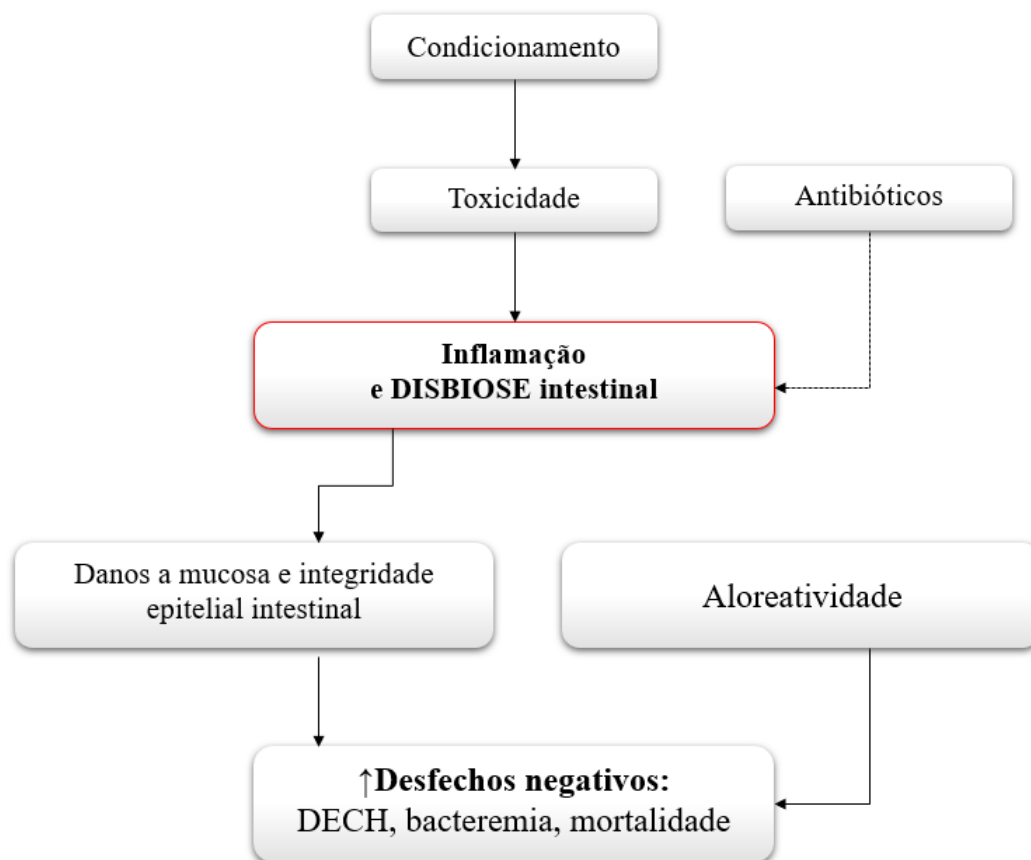 Condicionamento
Toxicidade
Antibióticos
Inflamação
e DISBIOSE intestinal
Danos a mucosa e integridade
epitelial intestinal
Aloreatividade
↑Desfechos negativos:
DECH, bacteremia, mortalidade